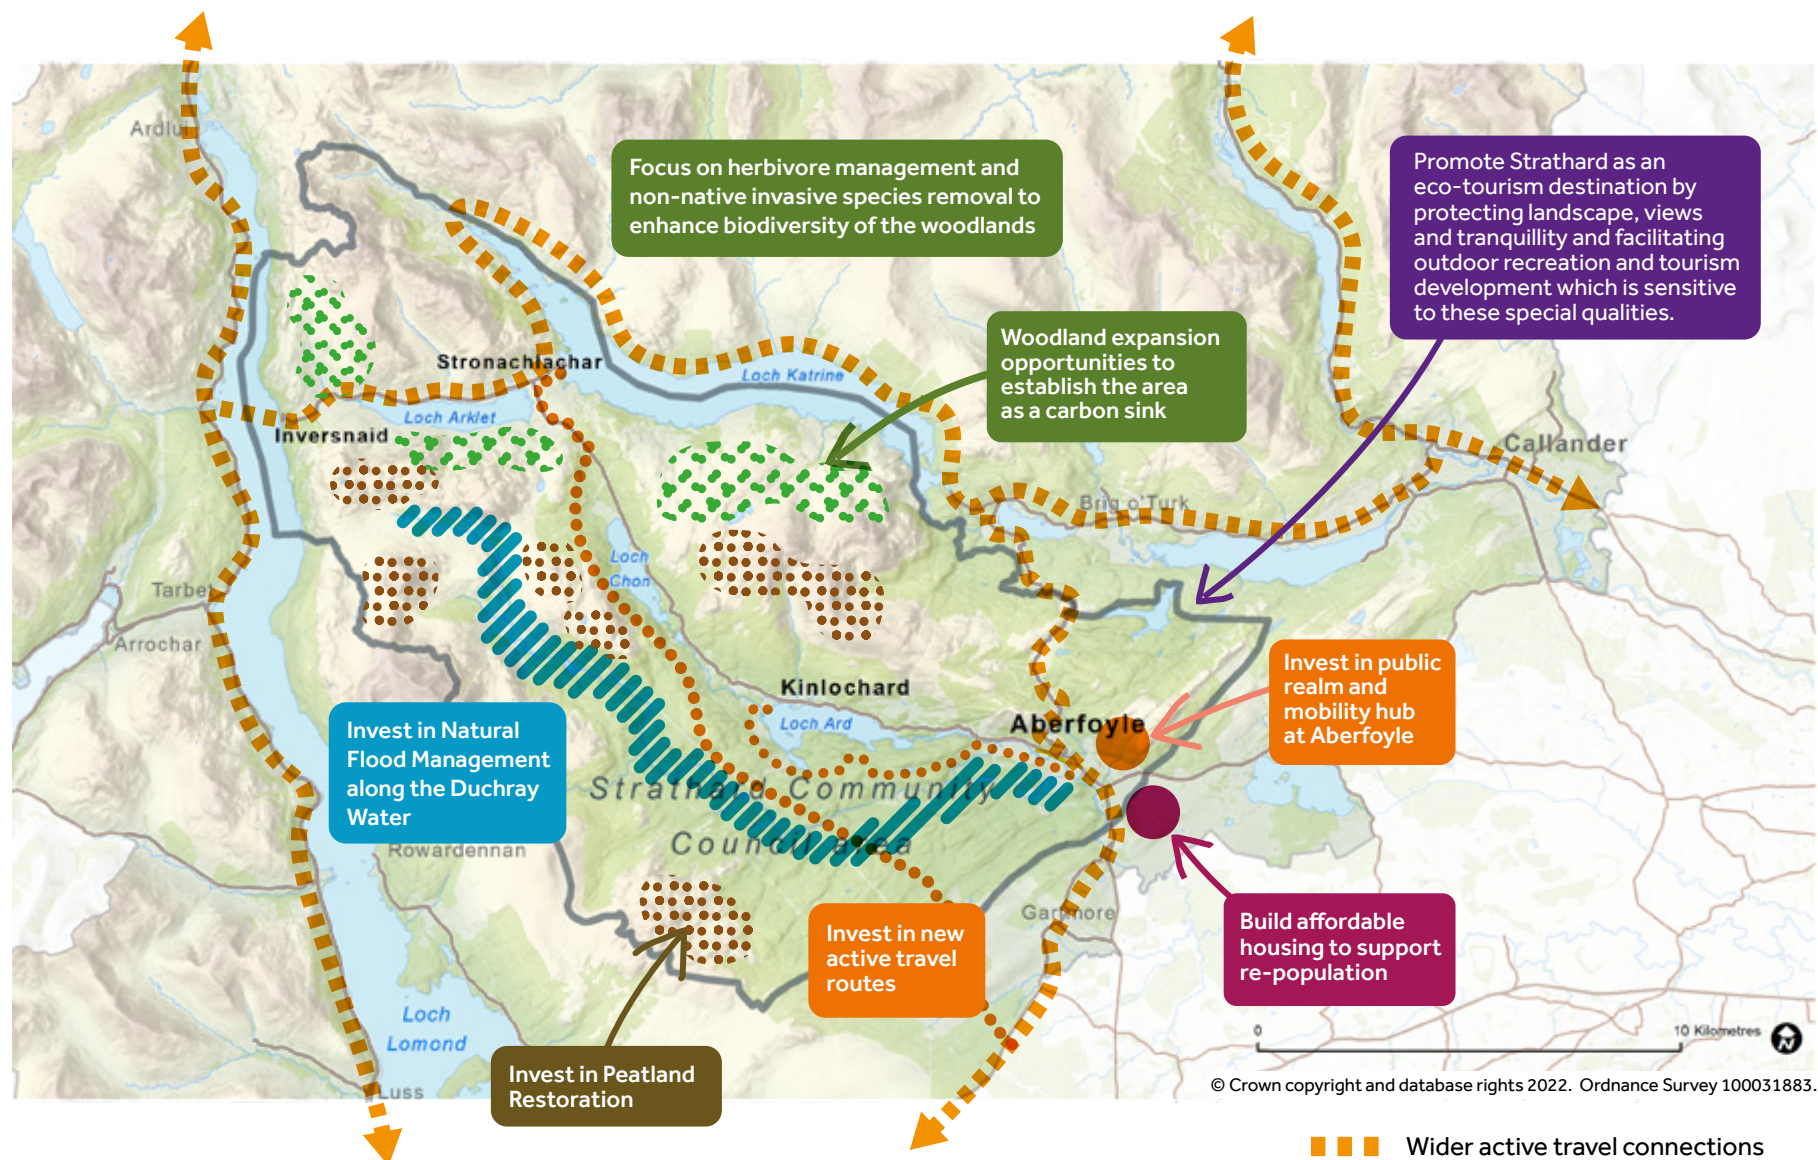 Ardlui
Focus on herbivore management and
non-native invasive species removal to
enhance biodiversity of the woodlands
Promote Strathard as an
eco-tourism destination by
protecting landscape, views
and tranquillity and facilitating
outdoor recreation and tourism
development which is sensitive
to these special qualities.
Woodland expansion
opportunities to
establish the area
as a carbon sink
Stronachlachar
Loch Katrine
Loch Arklet
Inversnaid
Callander
Brig o'Turk
Loch
Chon
Tarbet
Arrochar
Kinlochard
Loch Ard
Aberfoyle
Invest in public
realm and
mobility hub
at Aberfoyle
Invest in Natural
Flood Management
along the Duchray
Water
Strathard Community
Council area
Rowardennan
Gartmore
Invest in new
active travel
routes
Build affordable
housing to support
re-population
Loch
Lomond
Luss
Invest in Peatland
Restoration
0
10 Kilometres
N
© Crown copyright and database rights 2022. Ordnance Survey 100031883.
Wider active travel connections